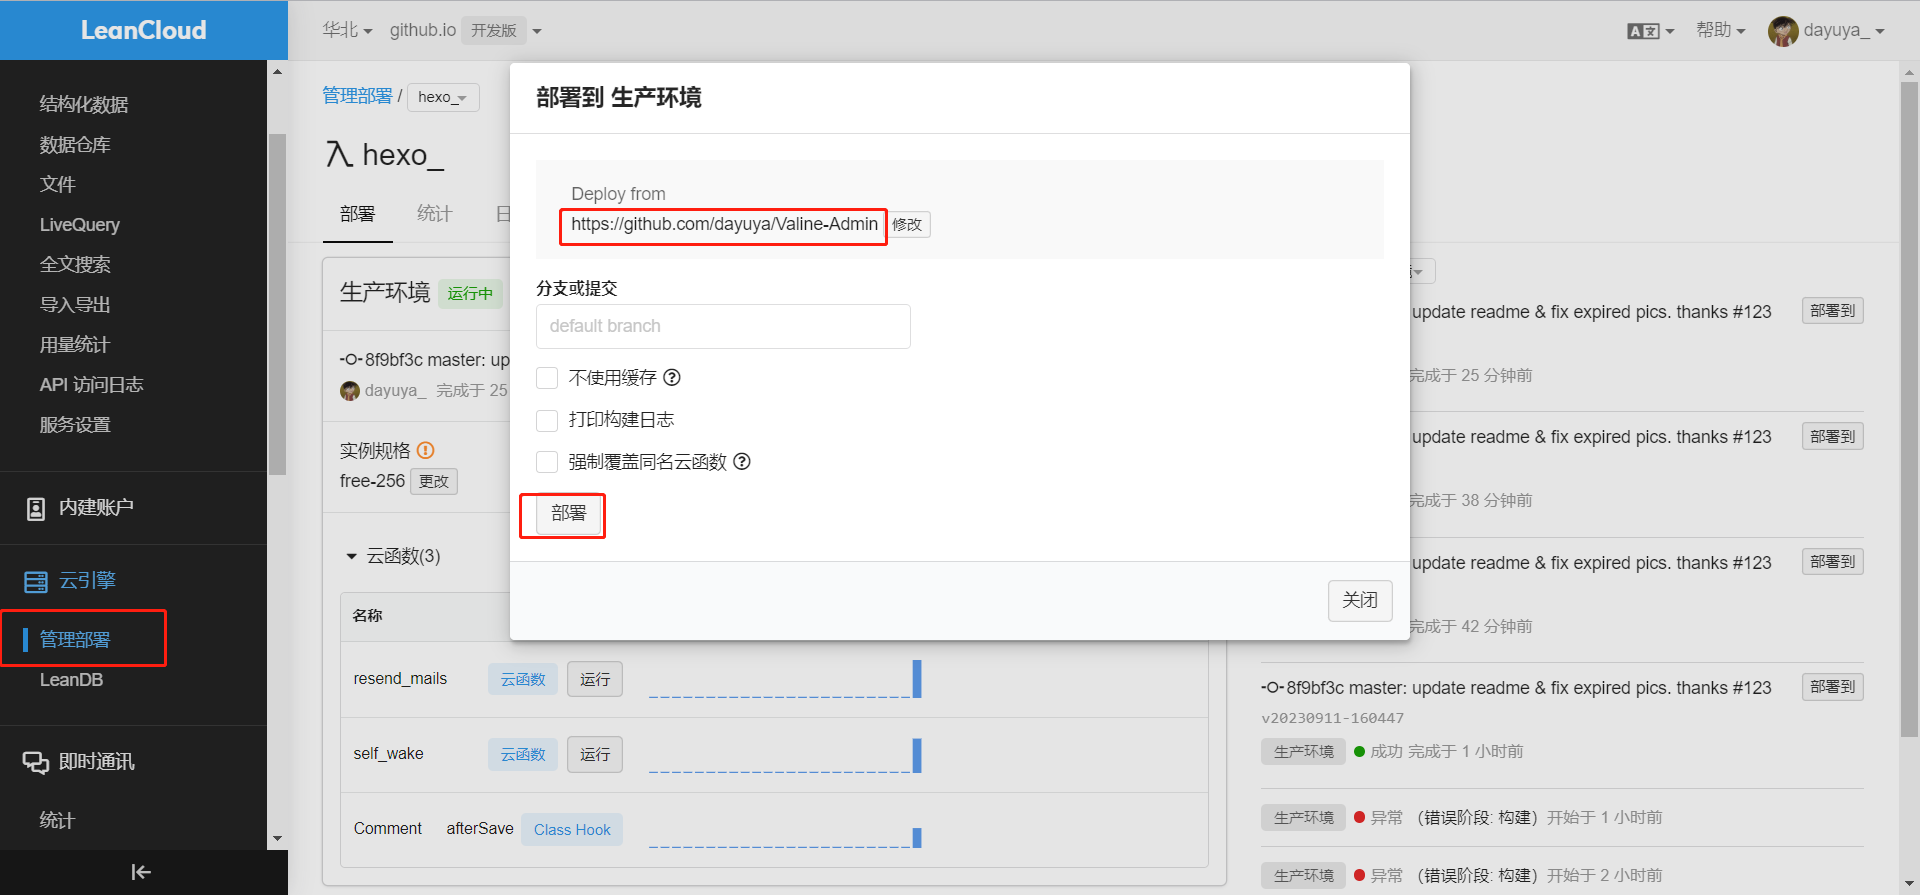 LeanCloud
华北
github.io
开发版
帮助
dayuya_
结构化数据
数据仓库
文件
LiveQuery
全文搜索
导入导出
用量统计
API 访问日志
服务设置
内建账户
云引擎
管理部署
LeanDB
即时通讯
统计
管理部署 / hexo_
hexo_
部署
统计
生产环境 运行中
8f9bf3c master: up
dayuya_ 完成于 25
实例规格
free-256 更改
云函数(3)
名称
resend_mails 云函数 运行
self_wake 云函数 运行
Comment afterSave Class Hook
部署到 生产环境
Deploy from
https://github.com/dayuya/Valine-Admin 修改
分支或提交
default branch
不使用缓存
打印构建日志
强制覆盖同名云函数
部署
关闭
update readme & fix expired pics. thanks #123 部署到
完成于 25 分钟前
update readme & fix expired pics. thanks #123 部署到
完成于 38 分钟前
update readme & fix expired pics. thanks #123 部署到
完成于 42 分钟前
8f9bf3c master: update readme & fix expired pics. thanks #123 部署到
v20230911-160447
生产环境 成功 完成于 1 小时前
生产环境 异常 (错误阶段: 构建) 开始于 1 小时前
生产环境 异常 (错误阶段: 构建) 开始于 2 小时前